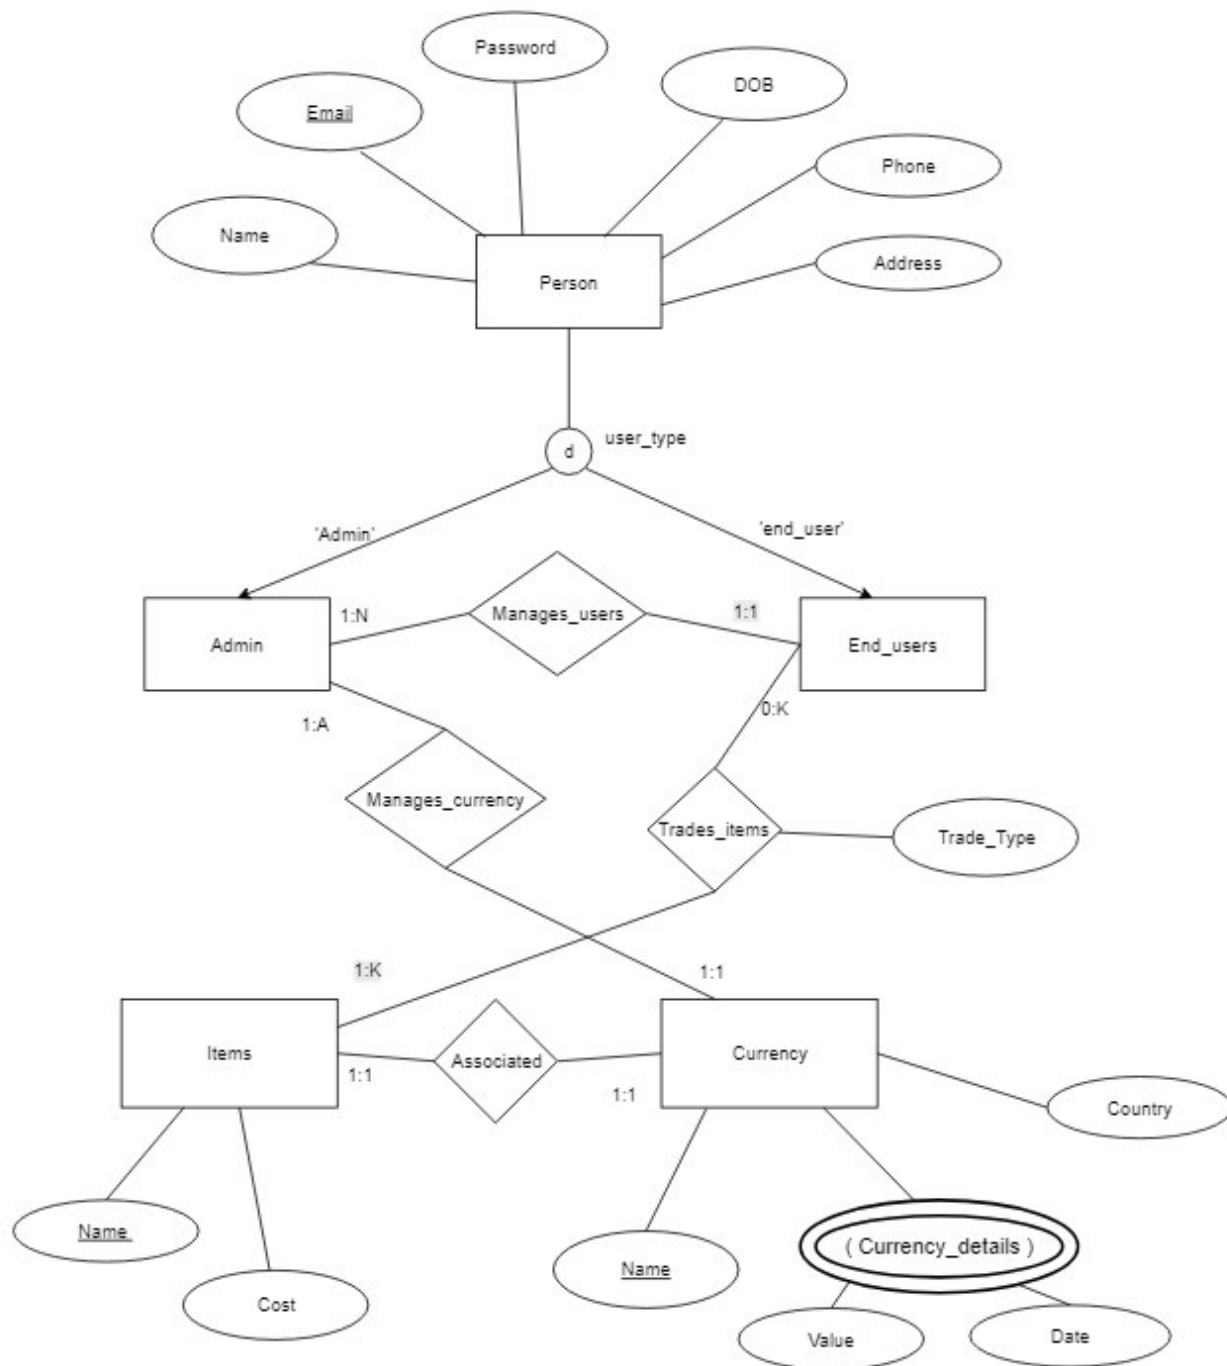 Password
DOB
Email
Phone
Name
Address
Person
user_type
d
'Admin'
'end_user'
1:N
Manages_users
1:1
Admin
End_users
0:K
1:A
Manages_currency
Trades_items
Trade_Type
1:K
1:1
Items
Associated
Currency
1:1
1:1
Country
Name
Name
( Currency_details )
Cost
Value
Date